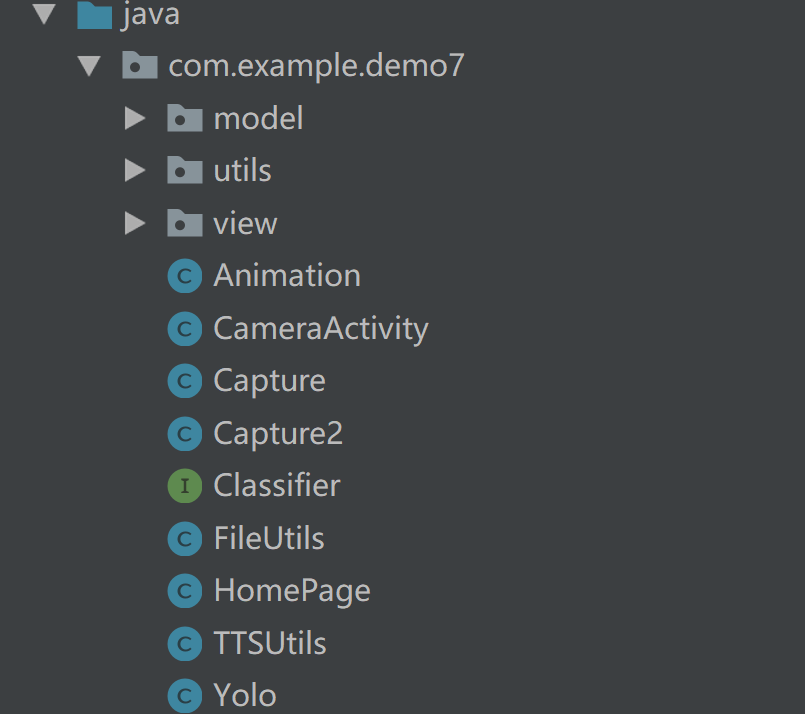 java
com.example.demo7
model
utils
view
C Animation
C CameraActivity
C Capture
C Capture2
I Classifier
C FileUtils
C HomePage
C TTSUtils
C Yolo